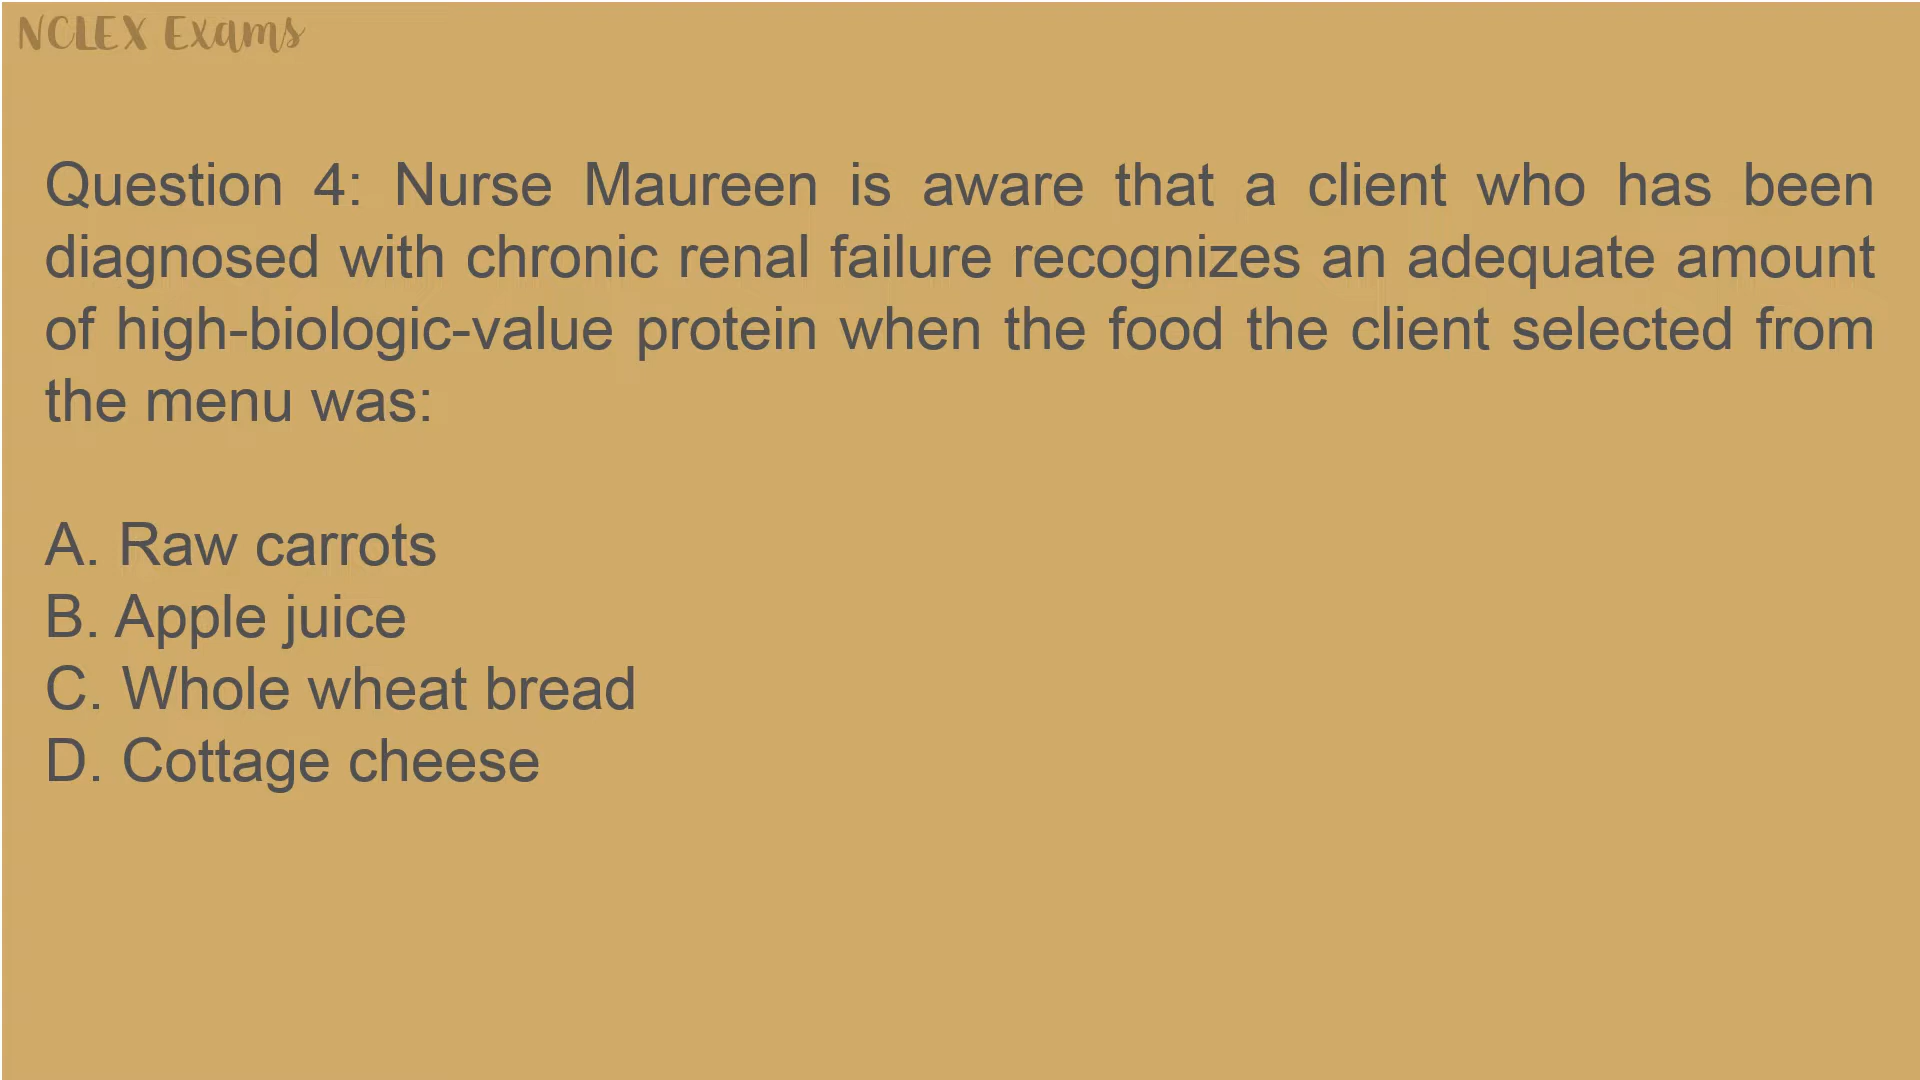 NCLEX Exams
Question 4: Nurse Maureen is aware that a client who has been
diagnosed with chronic renal failure recognizes an adequate amount
of high-biologic-value protein when the food the client selected from
the menu was:
A. Raw carrots
B. Apple juice
C. Whole wheat bread
D. Cottage cheese